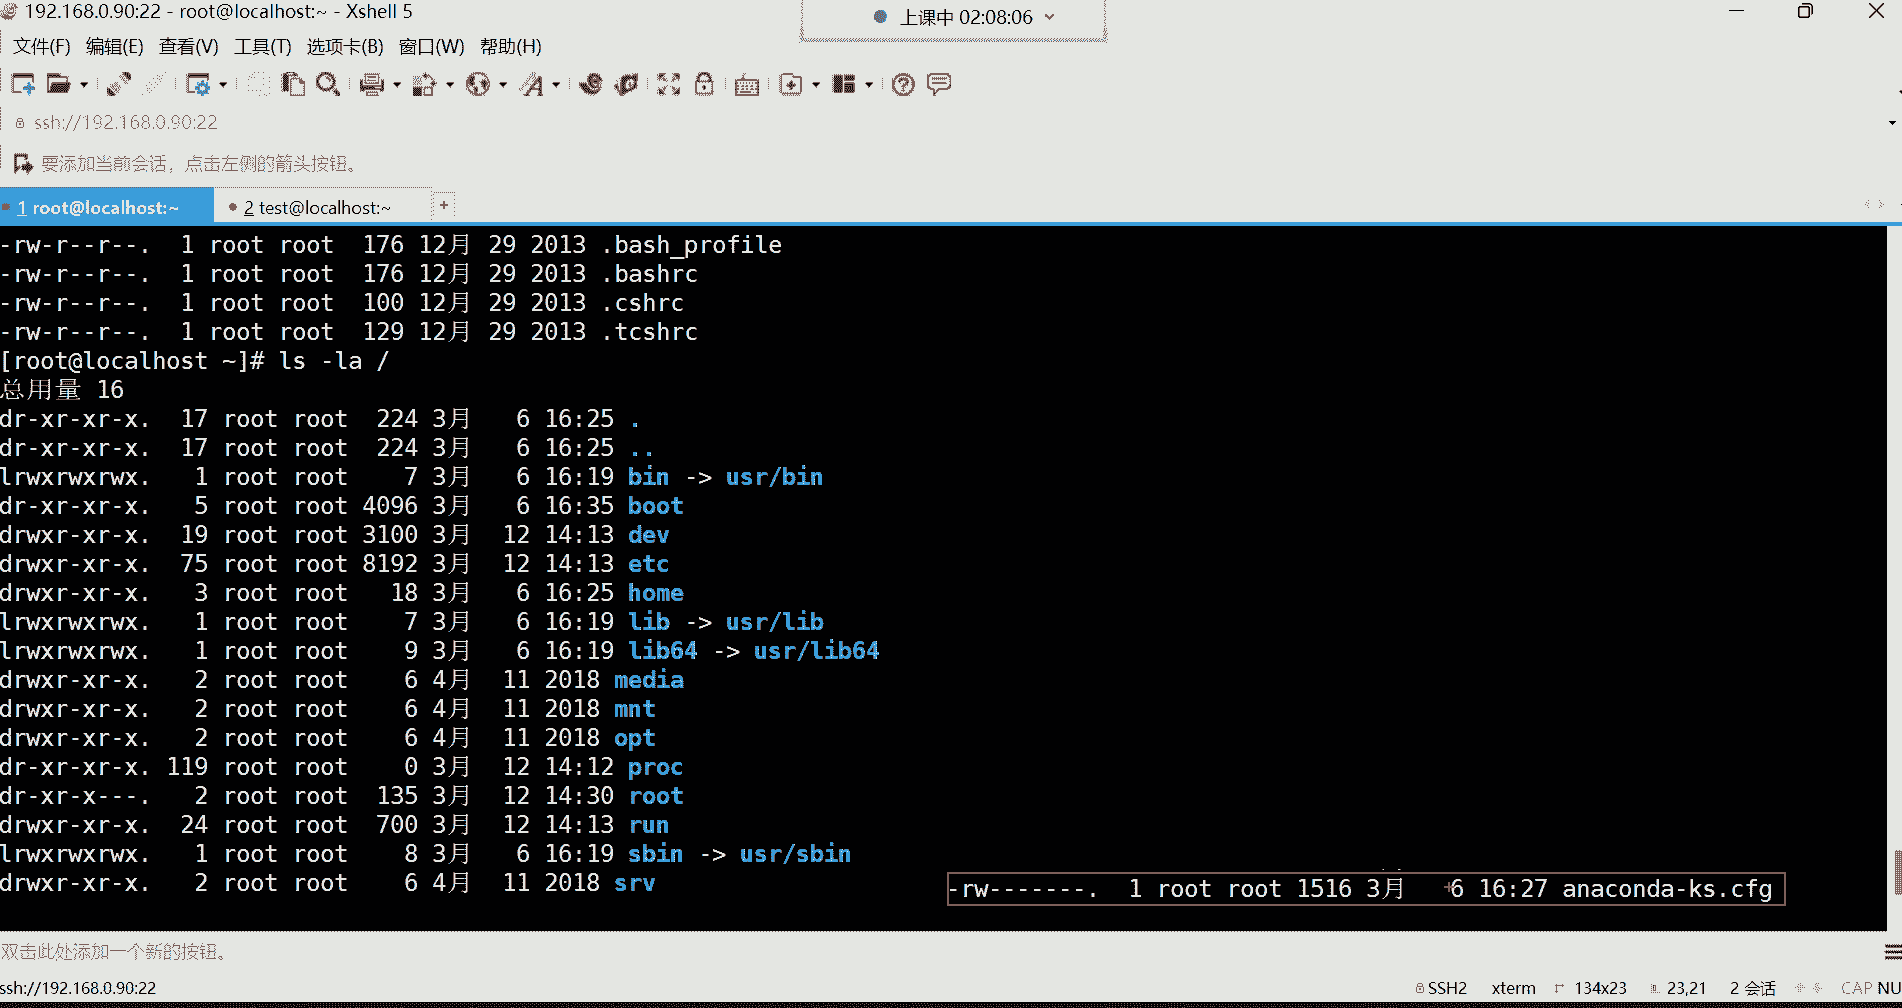 192.168.0.90:22 - root@localhost:~ - Xshell 5
上课中 02:08:06
文件(F) 编辑(E) 查看(V) 工具(T) 选项卡(B) 窗口(W) 帮助(H)
ssh://192.168.0.90:22
要添加当前会话，点击左侧的箭头按钮。
1 root@localhost:~ 2 test@localhost:~ +
-rw-r--r--.  1 root root  176 12月 29 2013 .bash_profile
-rw-r--r--.  1 root root  176 12月 29 2013 .bashrc
-rw-r--r--.  1 root root  100 12月 29 2013 .cshrc
-rw-r--r--.  1 root root  129 12月 29 2013 .tcshrc
[root@localhost ~]# ls -la /
总用量 16
dr-xr-xr-x.  17 root root  224 3月   6 16:25 .
dr-xr-xr-x.  17 root root  224 3月   6 16:25 ..
lrwxrwxrwx.   1 root root    7 3月   6 16:19 bin -> usr/bin
dr-xr-xr-x.   5 root root 4096 3月   6 16:35 boot
drwxr-xr-x.  19 root root 3100 3月  12 14:13 dev
drwxr-xr-x.  75 root root 8192 3月  12 14:13 etc
drwxr-xr-x.   3 root root   18 3月   6 16:25 home
lrwxrwxrwx.   1 root root    7 3月   6 16:19 lib -> usr/lib
lrwxrwxrwx.   1 root root    9 3月   6 16:19 lib64 -> usr/lib64
drwxr-xr-x.   2 root root    6 4月  11 2018 media
drwxr-xr-x.   2 root root    6 4月  11 2018 mnt
drwxr-xr-x.   2 root root    6 4月  11 2018 opt
dr-xr-xr-x. 119 root root    0 3月  12 14:12 proc
dr-xr-x---.   2 root root  135 3月  12 14:30 root
drwxr-xr-x.  24 root root  700 3月  12 14:13 run
lrwxrwxrwx.   1 root root    8 3月   6 16:19 sbin -> usr/sbin
drwxr-xr-x.   2 root root    6 4月  11 2018 srv
-rw-------.  1 root root 1516 3月   6 16:27 anaconda-ks.cfg
双击此处添加一个新的按钮。
ssh://192.168.0.90:22 SSH2 xterm 134x23 23,21 2 会话 CAP NU